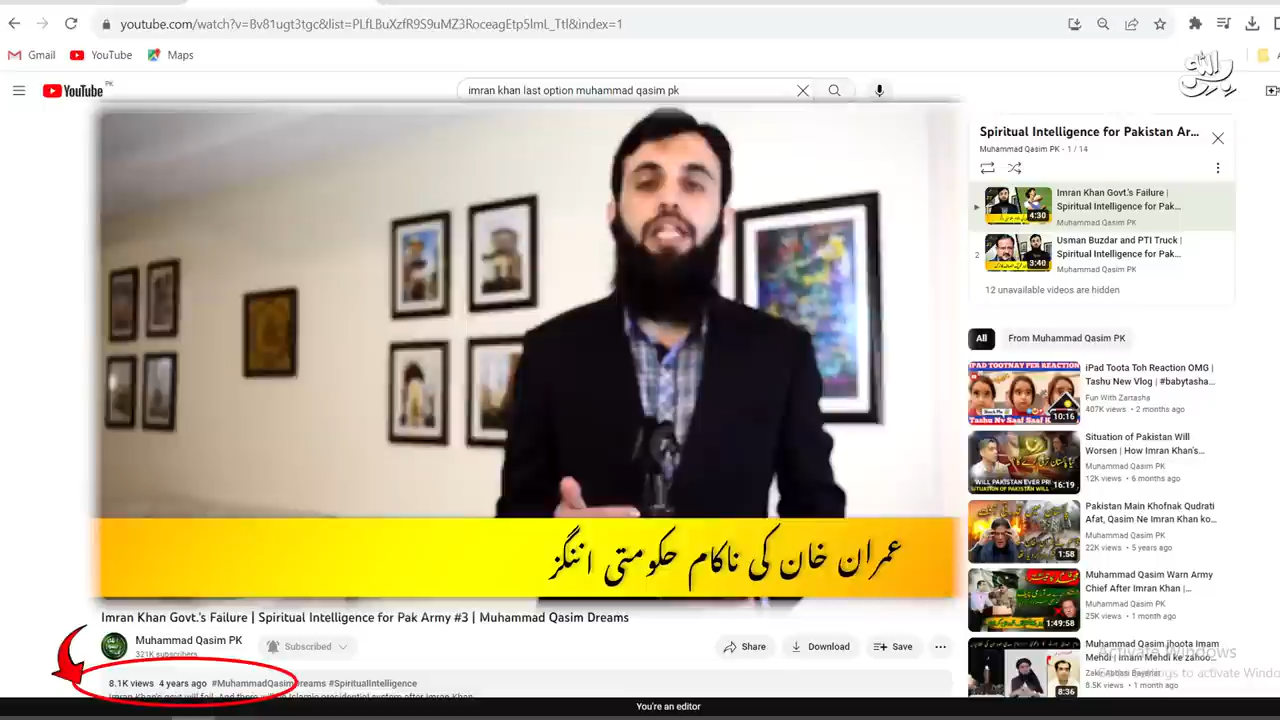 youtube.com/watch?v=Bv81ugt3tgc&list=PLfLBuXzfR9S9uMZ3RoceagEtp5lmL_TtI&index=1
Gmail YouTube Maps
YouTube PK
imran khan last option muhammad qasim pk
Spiritual Intelligence for Pakistan Ar...
Muhammad Qasim PK - 1 / 14
Imran Khan Govt.'s Failure |
Spiritual Intelligence for Pak...
Muhammad Qasim PK
4:30
2
Usman Buzdar and PTI Truck |
Spiritual Intelligence for Pak...
Muhammad Qasim PK
3:40
12 unavailable videos are hidden
All From Muhammad Qasim PK
iPad Toota Toh Reaction OMG |
Tashu New Vlog | #babytasha...
Fun With Zartasha
407K views • 2 months ago
10:16
Situation of Pakistan Will
Worsen | How Imran Khan's...
Muhammad Qasim PK
12K views • 6 months ago
16:19
Pakistan Main Khofnak Qudrati
Afat, Qasim Ne Imran Khan ko...
Muhammad Qasim PK
22K views • 5 years ago
1:58
Muhammad Qasim Warn Army
Chief After Imran Khan |...
Muhammad Qasim PK
25K views • 1 month ago
1:49:58
Muhammad Qasim jhoota Imam
Mehdi | Imam Mehdi ke zahoo...
8.5K views • 1 month ago
8:36
Activate Windows
عمران خان کی ناکام حکومتی اننگز
Imran Khan Govt.'s Failure | Spiritual Intelligence for Pak Army #3 | Muhammad Qasim Dreams
Muhammad Qasim PK
321K subscribers
Subscribed
Share Download Save
8.1K views 4 years ago #MuhammadQasimDreams #SpiritualIntelligence
You're an editor